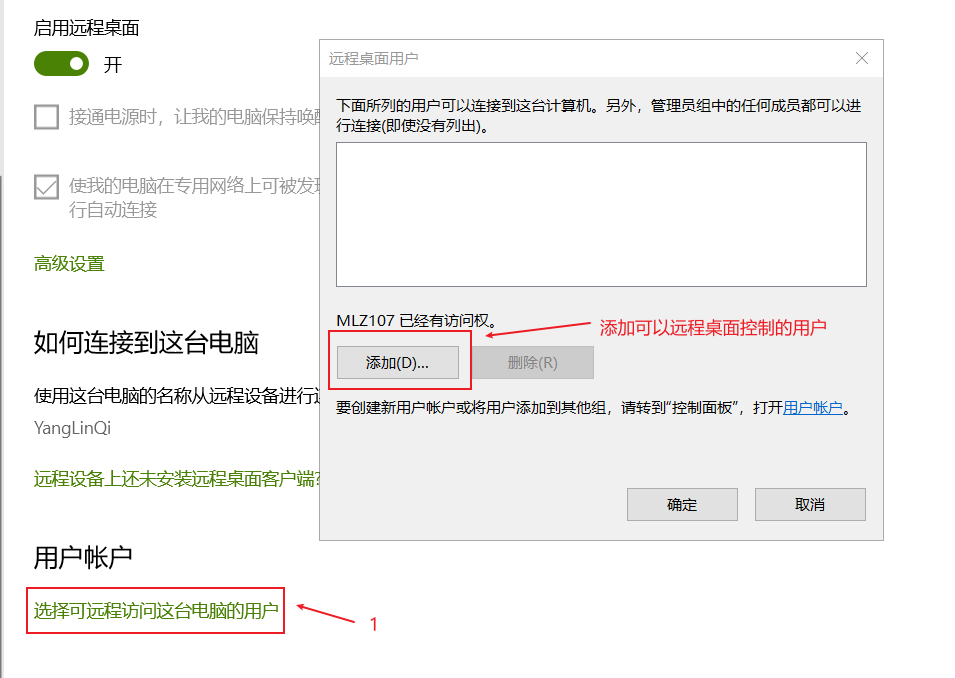 启用远程桌面
开
接通电源时，让我的电脑保持唤
使我的电脑在专用网络上可被发
行自动连接
高级设置
如何连接到这台电脑
使用这台电脑的名称从远程设备进行
YangLinQi
远程设备上还未安装远程桌面客户端?
用户帐户
选择可远程访问这台电脑的用户
1
远程桌面用户
下面所列的用户可以连接到这台计算机。另外，管理员组中的任何成员都可以进
行连接(即使没有列出)。
MLZ107 已经有访问权。
添加可以远程桌面控制的用户
添加(D)...
删除(R)
要创建新用户帐户或将用户添加到其他组，请转到“控制面板”，打开用户帐户。
确定
取消